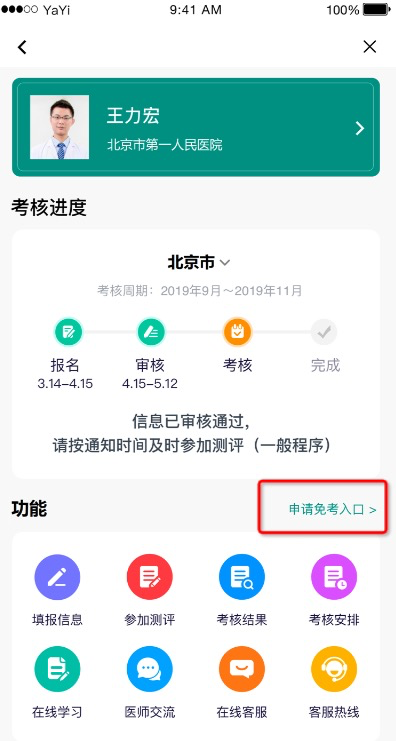 YaYi 9:41 AM 100%
王力宏
北京市第一人民医院
考核进度
北京市
考核周期：2019年9月～2019年11月
报名 审核 考核 完成
3.14–4.15 4.15–5.12
信息已审核通过，
请按通知时间及时参加测评（一般程序）
功能 申请免考入口 >
填报信息 参加测评 考核结果 考核安排
在线学习 医师交流 在线客服 客服热线